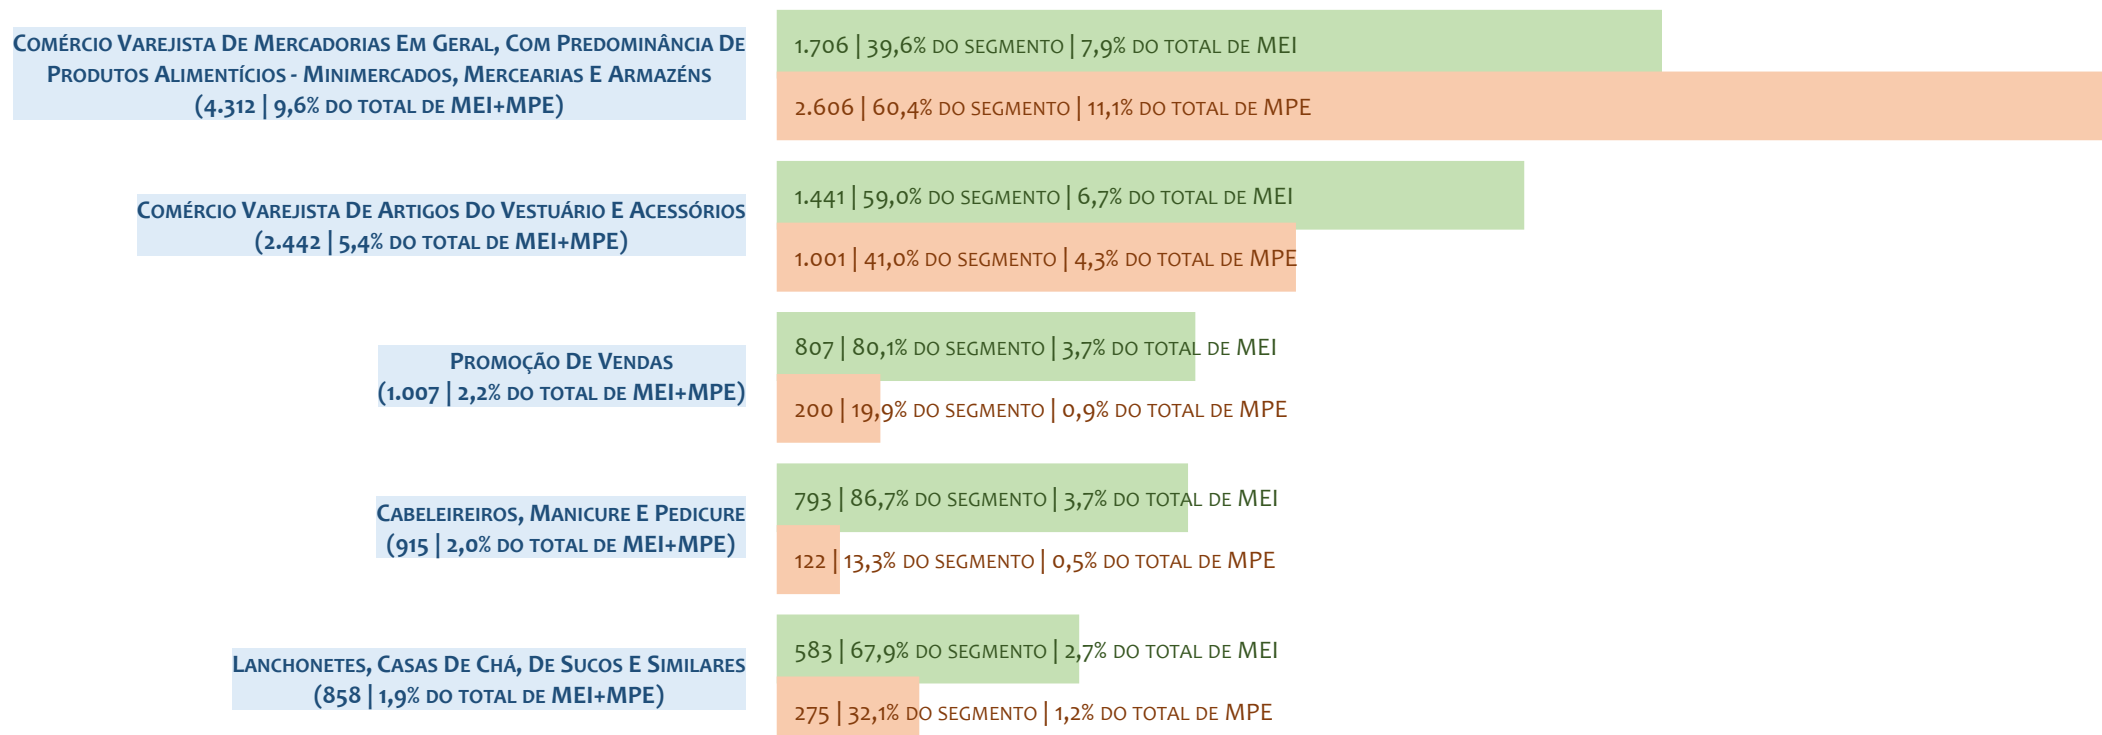 Comércio Varejista De Mercadorias Em Geral, Com Predominância De
Produtos Alimentícios - Minimercados, Mercearias E Armazéns
(4.312 | 9,6% do total de MEI+MPE)
1.706 | 39,6% do segmento | 7,9% do total de MEI
2.606 | 60,4% do segmento | 11,1% do total de MPE
Comércio Varejista De Artigos Do Vestuário E Acessórios
(2.442 | 5,4% do total de MEI+MPE)
1.441 | 59,0% do segmento | 6,7% do total de MEI
1.001 | 41,0% do segmento | 4,3% do total de MPE
Promoção De Vendas
(1.007 | 2,2% do total de MEI+MPE)
807 | 80,1% do segmento | 3,7% do total de MEI
200 | 19,9% do segmento | 0,9% do total de MPE
Cabeleireiros, Manicure E Pedicure
(915 | 2,0% do total de MEI+MPE)
793 | 86,7% do segmento | 3,7% do total de MEI
122 | 13,3% do segmento | 0,5% do total de MPE
Lanchonetes, Casas De Chá, De Sucos E Similares
(858 | 1,9% do total de MEI+MPE)
583 | 67,9% do segmento | 2,7% do total de MEI
275 | 32,1% do segmento | 1,2% do total de MPE